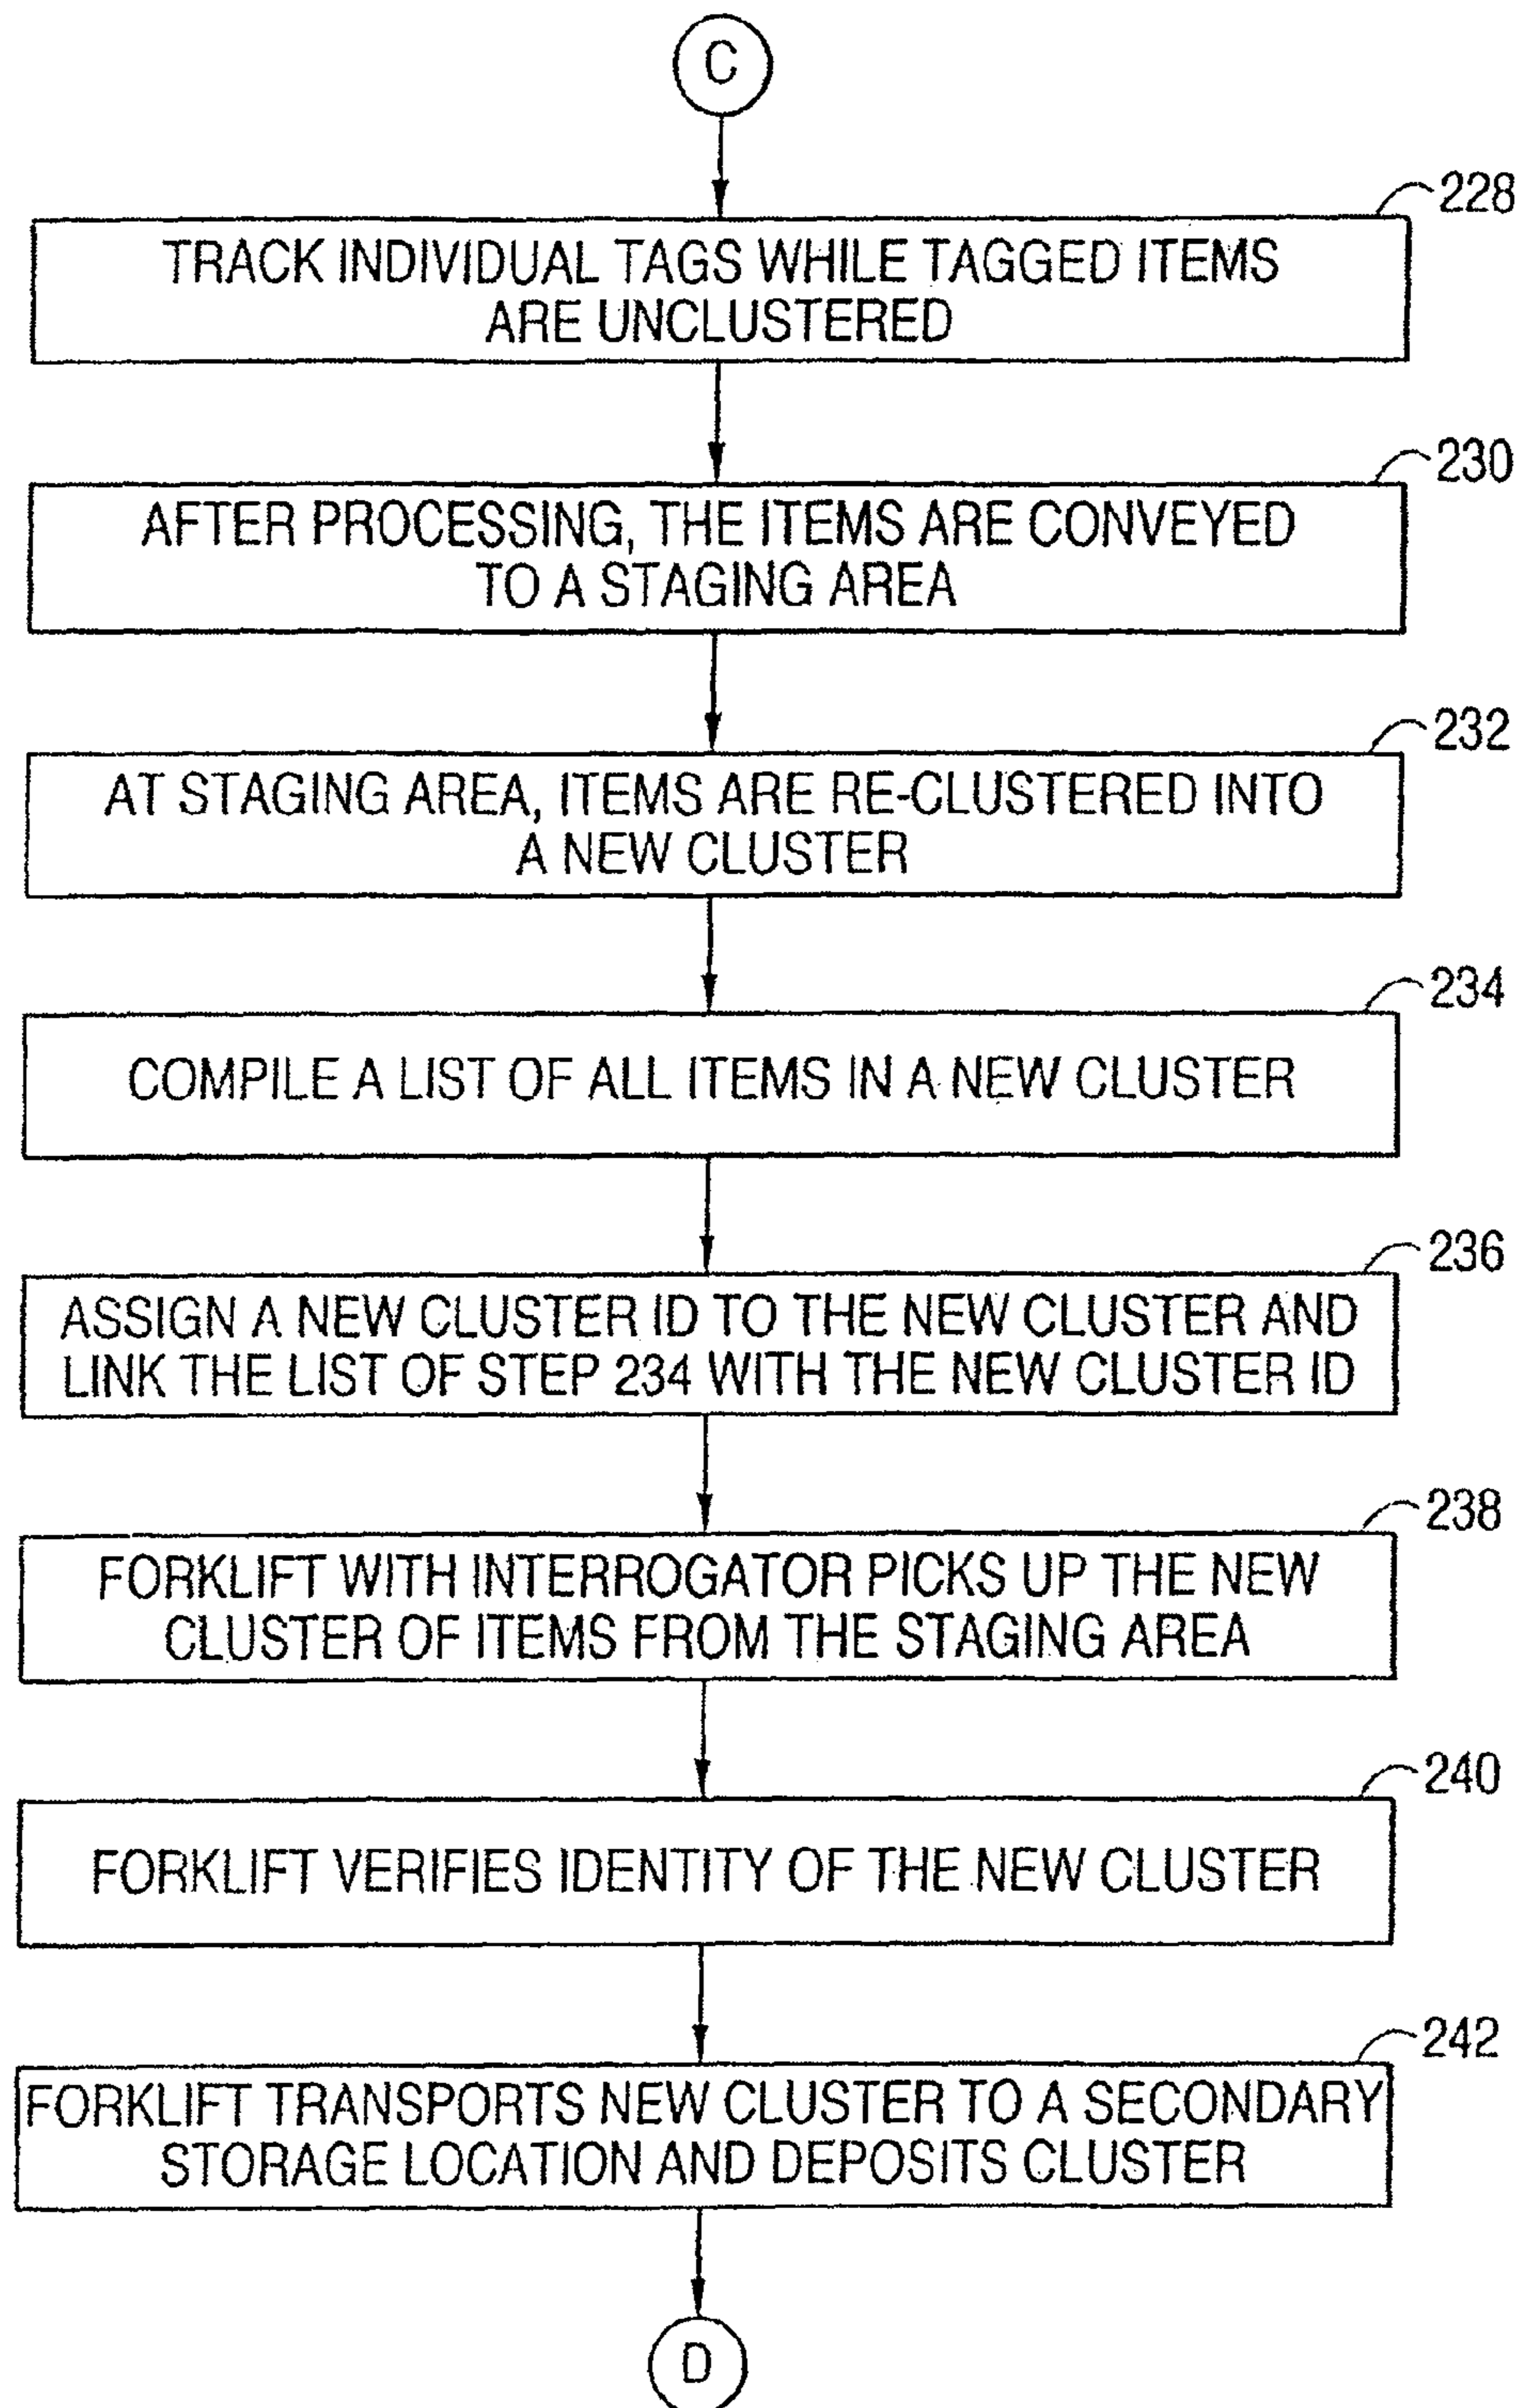 C
228
TRACK INDIVIDUAL TAGS WHILE TAGGED ITEMS
ARE UNCLUSTERED
230
AFTER PROCESSING, THE ITEMS ARE CONVEYED
TO A STAGING AREA
232
AT STAGING AREA, ITEMS ARE RE-CLUSTERED INTO
A NEW CLUSTER
234
COMPILE A LIST OF ALL ITEMS IN A NEW CLUSTER
236
ASSIGN A NEW CLUSTER ID TO THE NEW CLUSTER AND
LINK THE LIST OF STEP 234 WITH THE NEW CLUSTER ID
238
FORKLIFT WITH INTERROGATOR PICKS UP THE NEW
CLUSTER OF ITEMS FROM THE STAGING AREA
240
FORKLIFT VERIFIES IDENTITY OF THE NEW CLUSTER
242
FORKLIFT TRANSPORTS NEW CLUSTER TO A SECONDARY
STORAGE LOCATION AND DEPOSITS CLUSTER
D